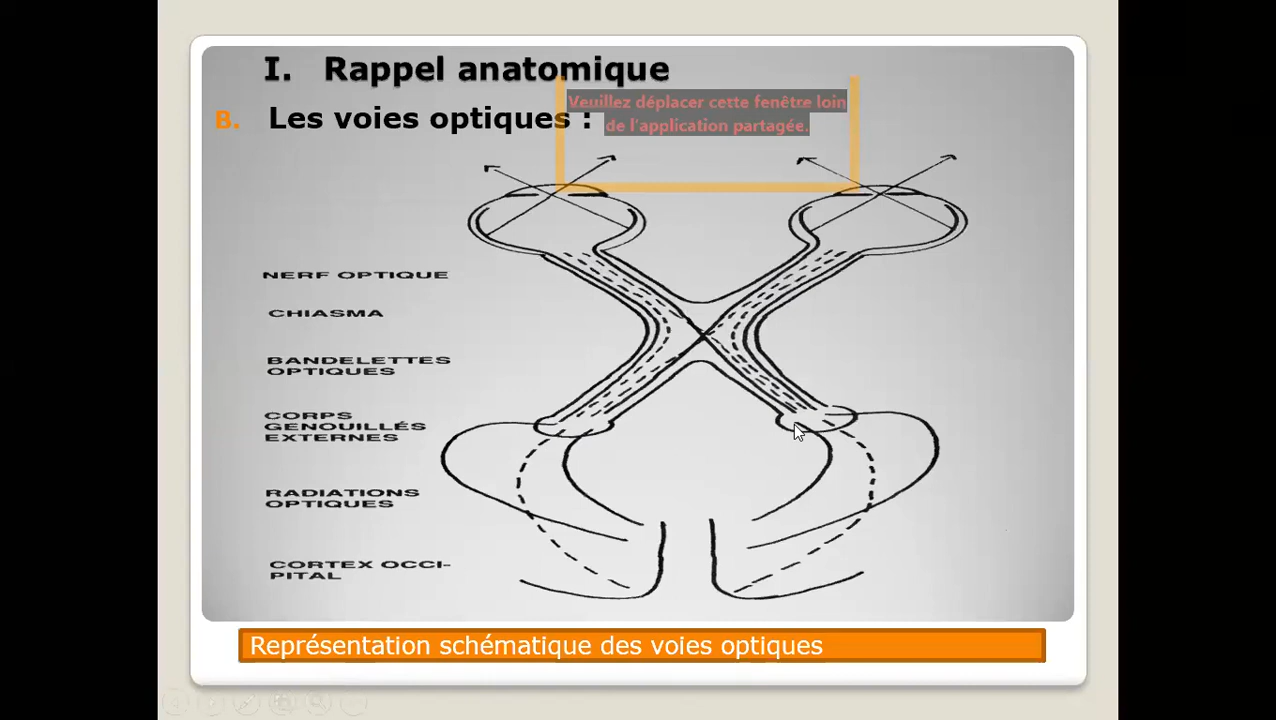 I. Rappel anatomique
Veuillez déplacer cette fenêtre loin
de l'application partagée.
B. Les voies optiques :
NERF OPTIQUE
CHIASMA
BANDELETTES
OPTIQUES
CORPS
GENOUILLÉS
EXTERNES
RADIATIONS
OPTIQUES
CORTEX OCCI-
PITAL
Représentation schématique des voies optiques